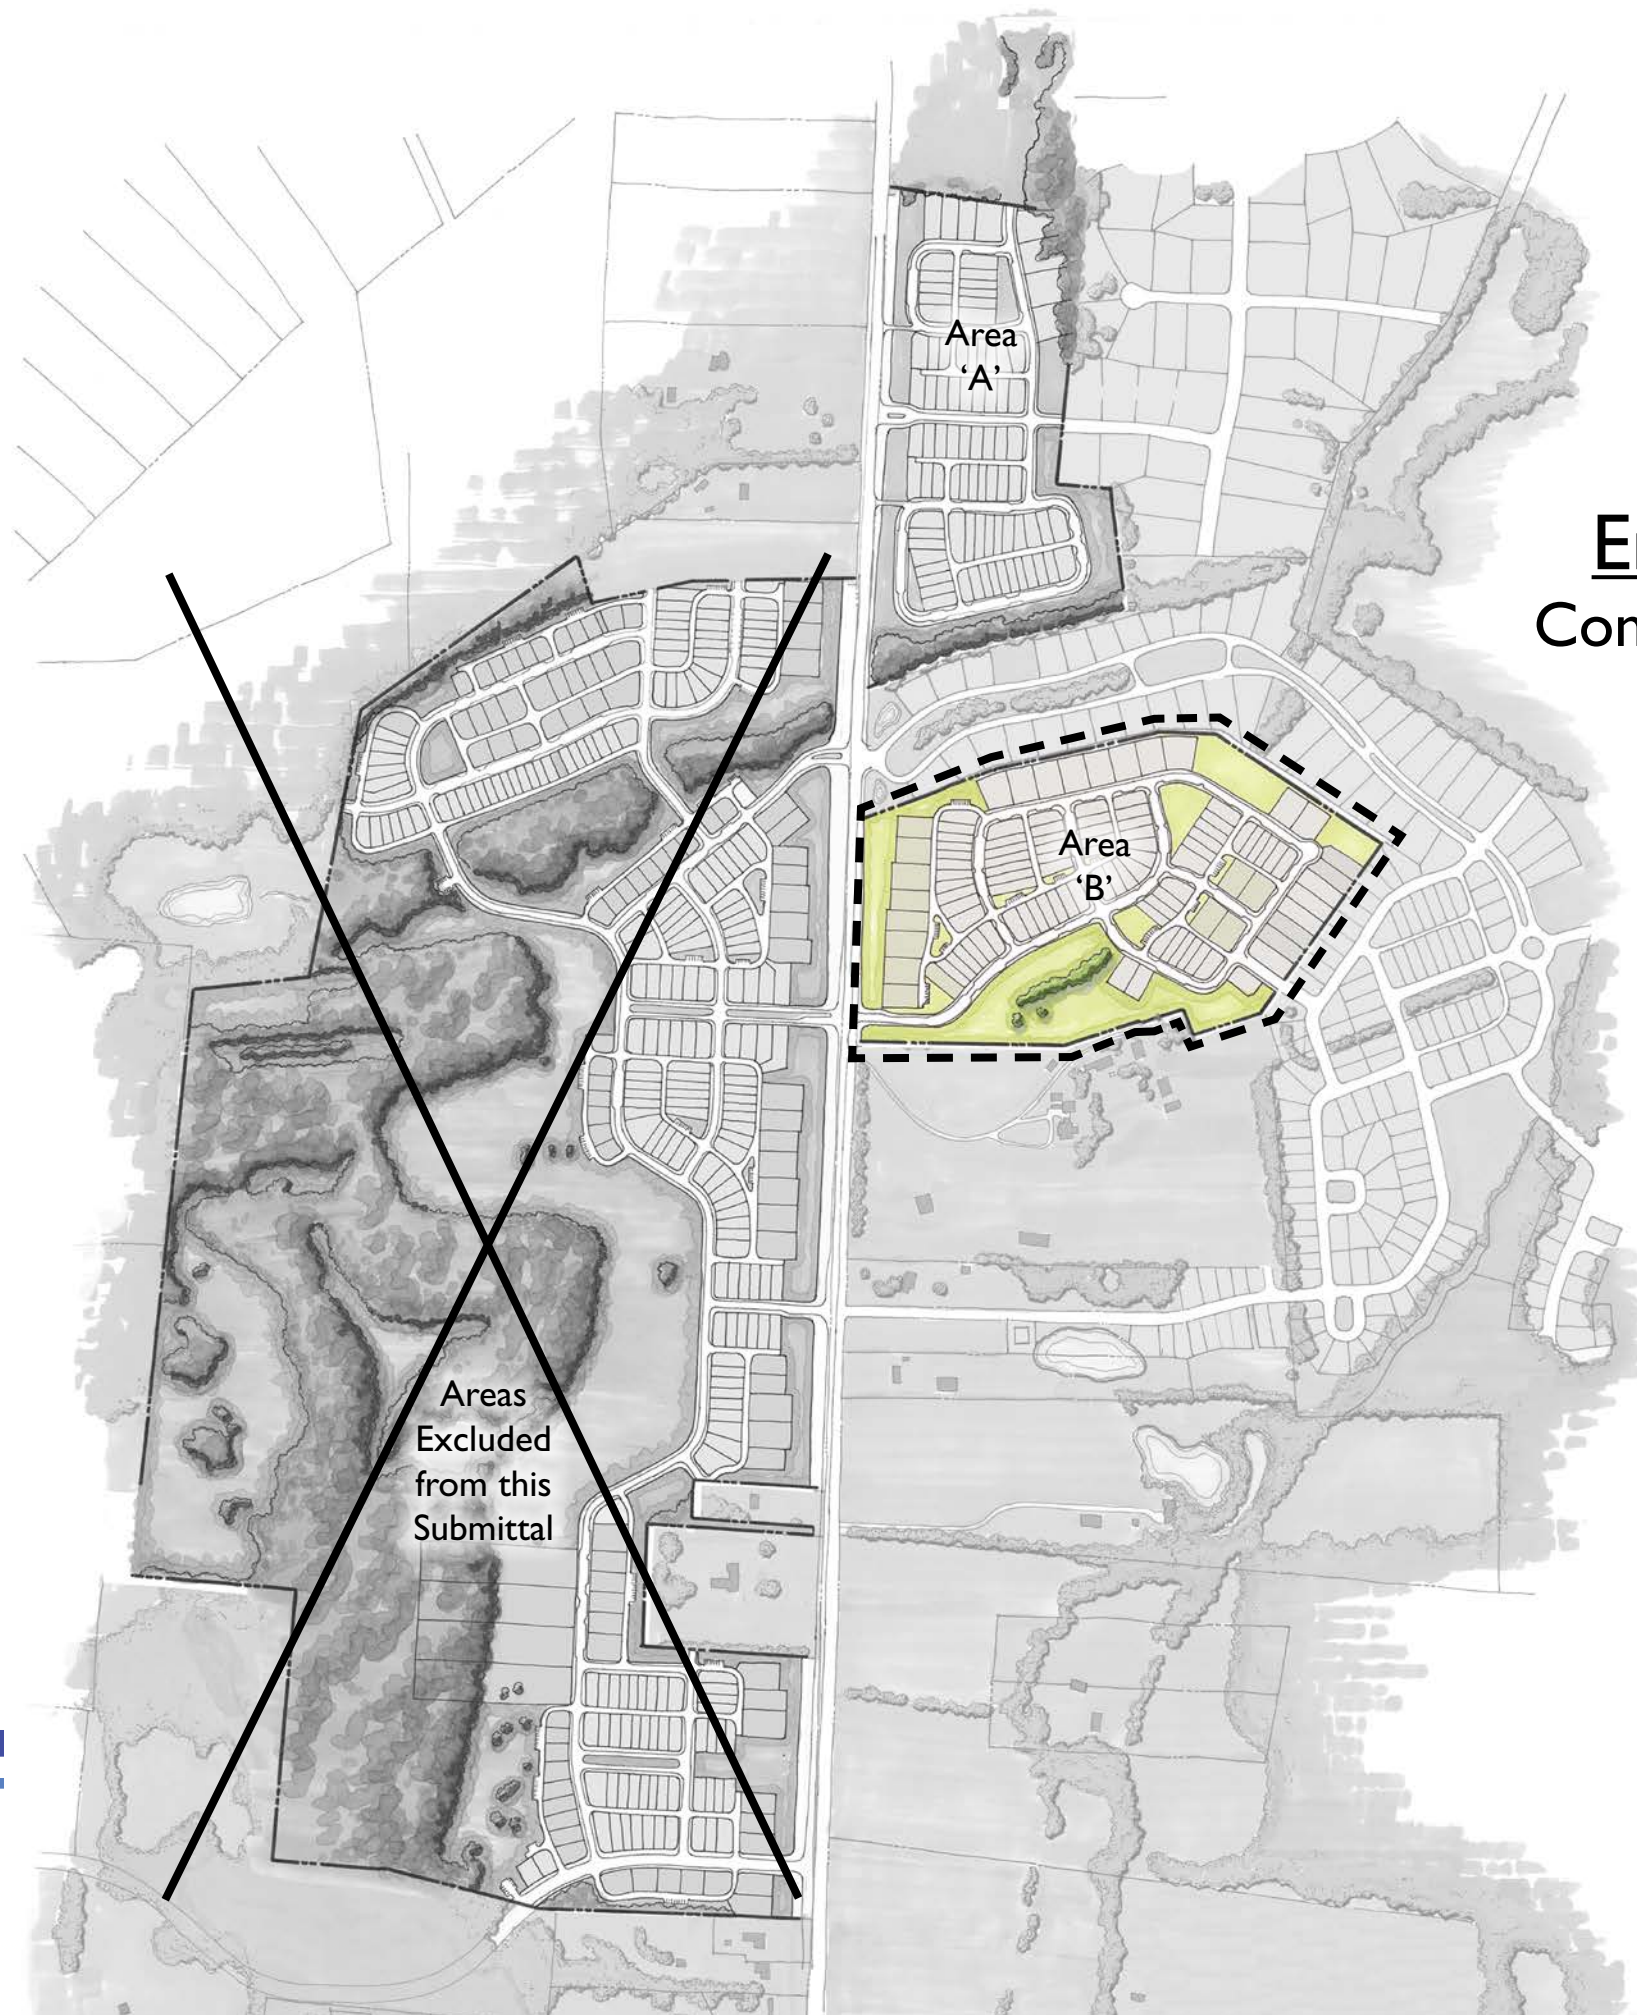 Area
‘A’
Area
‘B’
Areas
Excluded
from this
Submittal